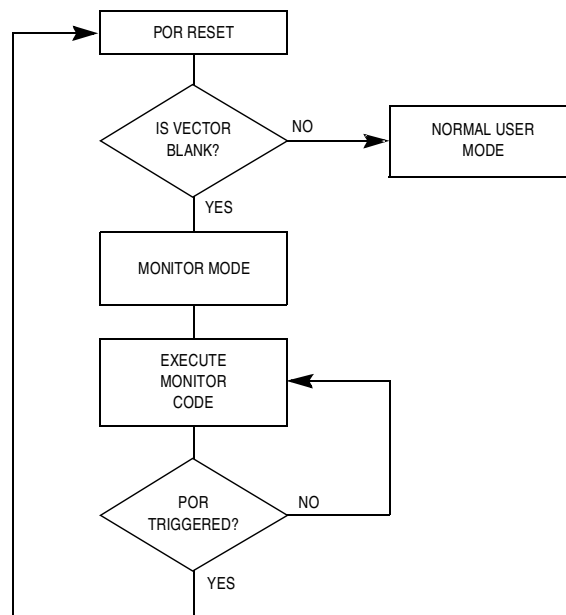 POR RESET
IS VECTOR
BLANK?
NO
NORMAL USER
MODE
YES
MONITOR MODE
EXECUTE
MONITOR
CODE
POR
TRIGGERED?
NO
YES